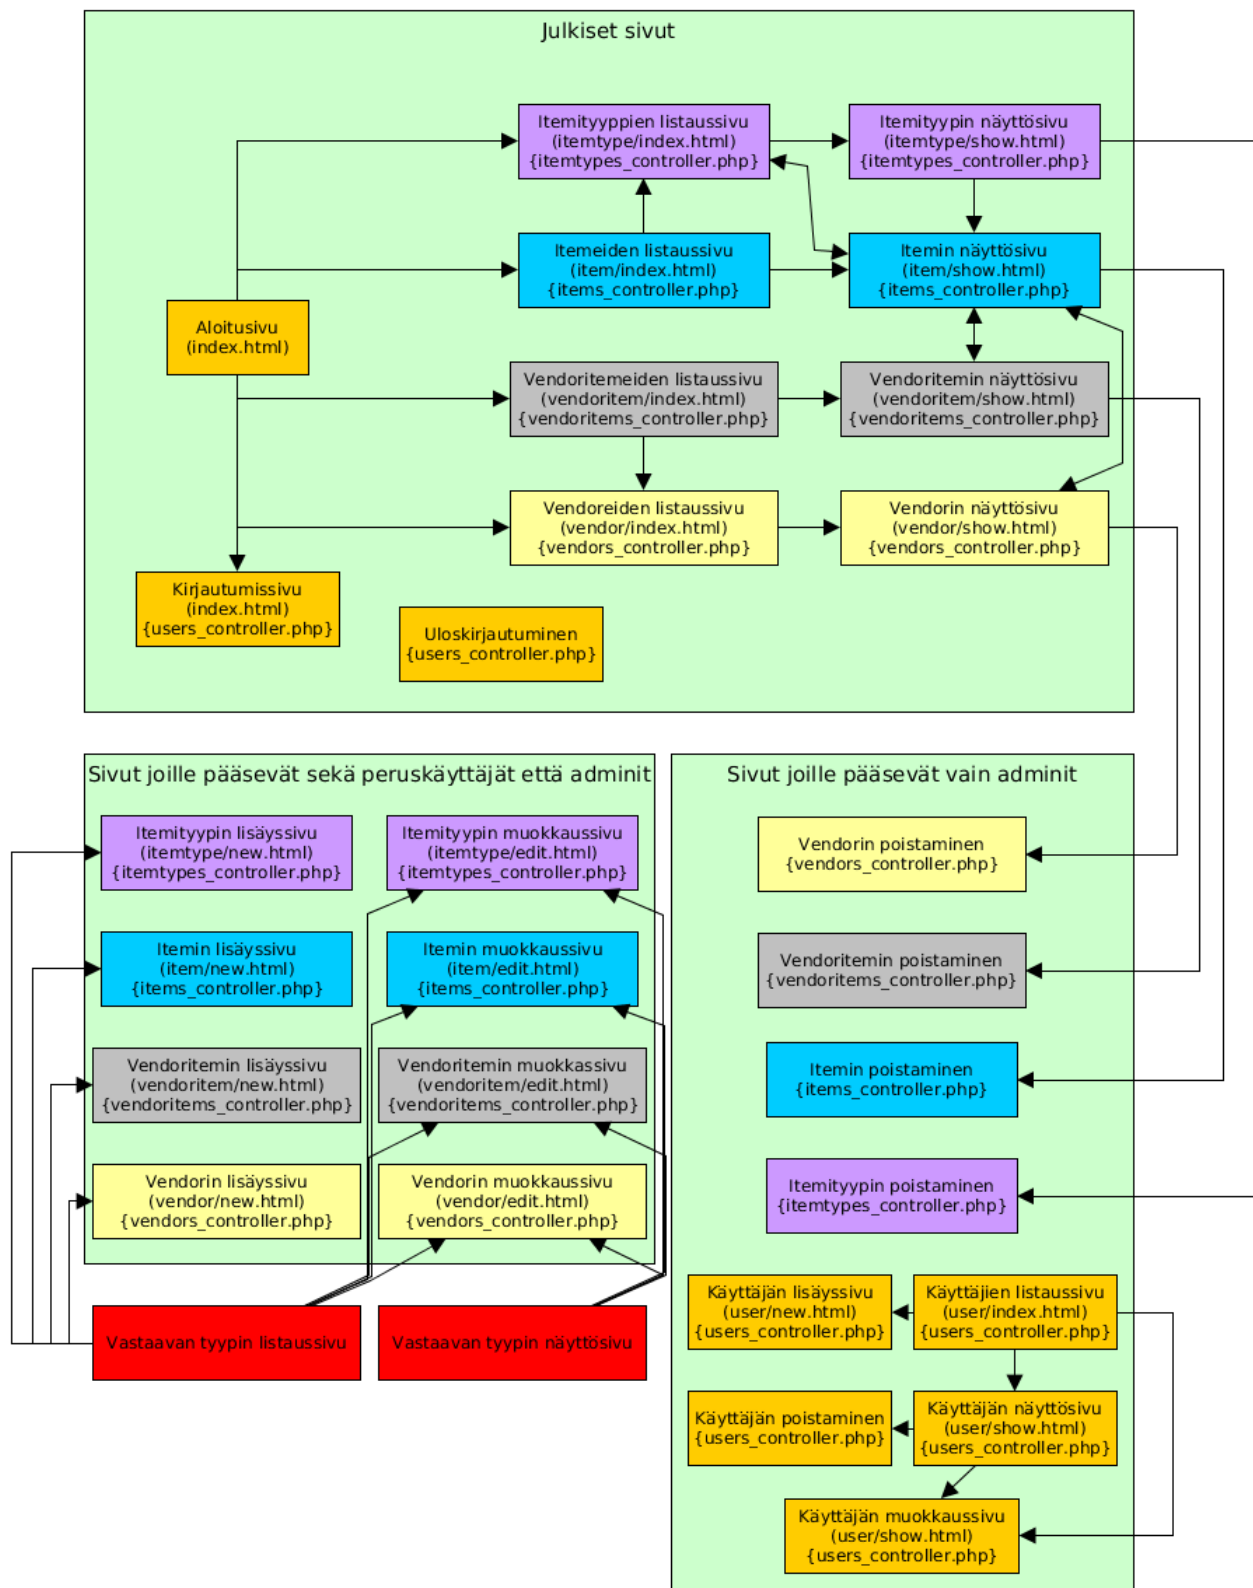 Julkiset sivut
Itemityyppien listaussivu
(itemtype/index.html)
{itemtypes_controller.php}
Itemityypin näyttösivu
(itemtype/show.html)
{itemtypes_controller.php}
Itemeiden listaussivu
(item/index.html)
{items_controller.php}
Itemin näyttösivu
(item/show.html)
{items_controller.php}
Aloitusivu
(index.html)
Vendoritemeiden listaussivu
(vendoritem/index.html)
{vendoritems_controller.php}
Vendoritemin näyttösivu
(vendoritem/show.html)
{vendoritems_controller.php}
Vendoreiden listaussivu
(vendor/index.html)
{vendors_controller.php}
Vendorin näyttösivu
(vendor/show.html)
{vendors_controller.php}
Kirjautumissivu
(index.html)
{users_controller.php}
Uloskirjautuminen
{users_controller.php}
Sivut joille pääsevät sekä peruskäyttäjät että adminit
Itemityypin lisäyssivu
(itemtype/new.html)
{itemtypes_controller.php}
Itemityypin muokkaussivu
(itemtype/edit.html)
{itemtypes_controller.php}
Itemin lisäyssivu
(item/new.html)
{items_controller.php}
Itemin muokkaussivu
(item/edit.html)
{items_controller.php}
Vendoritemin lisäyssivu
(vendoritem/new.html)
{vendoritems_controller.php}
Vendoritemin muokkassivu
(vendoritem/edit.html)
{vendoritems_controller.php}
Vendorin lisäyssivu
(vendor/new.html)
{vendors_controller.php}
Vendorin muokkaussivu
(vendor/edit.html)
{vendors_controller.php}
Vastaavan tyypin listaussivu
Vastaavan tyypin näyttösivu
Sivut joille pääsevät vain adminit
Vendorin poistaminen
{vendors_controller.php}
Vendoritemin poistaminen
{vendoritems_controller.php}
Itemin poistaminen
{items_controller.php}
Itemityypin poistaminen
{itemtypes_controller.php}
Käyttäjän lisäyssivu
(user/new.html)
{users_controller.php}
Käyttäjien listaussivu
(user/index.html)
{users_controller.php}
Käyttäjän poistaminen
{users_controller.php}
Käyttäjän näyttösivu
(user/show.html)
{users_controller.php}
Käyttäjän muokkaussivu
(user/show.html)
{users_controller.php}